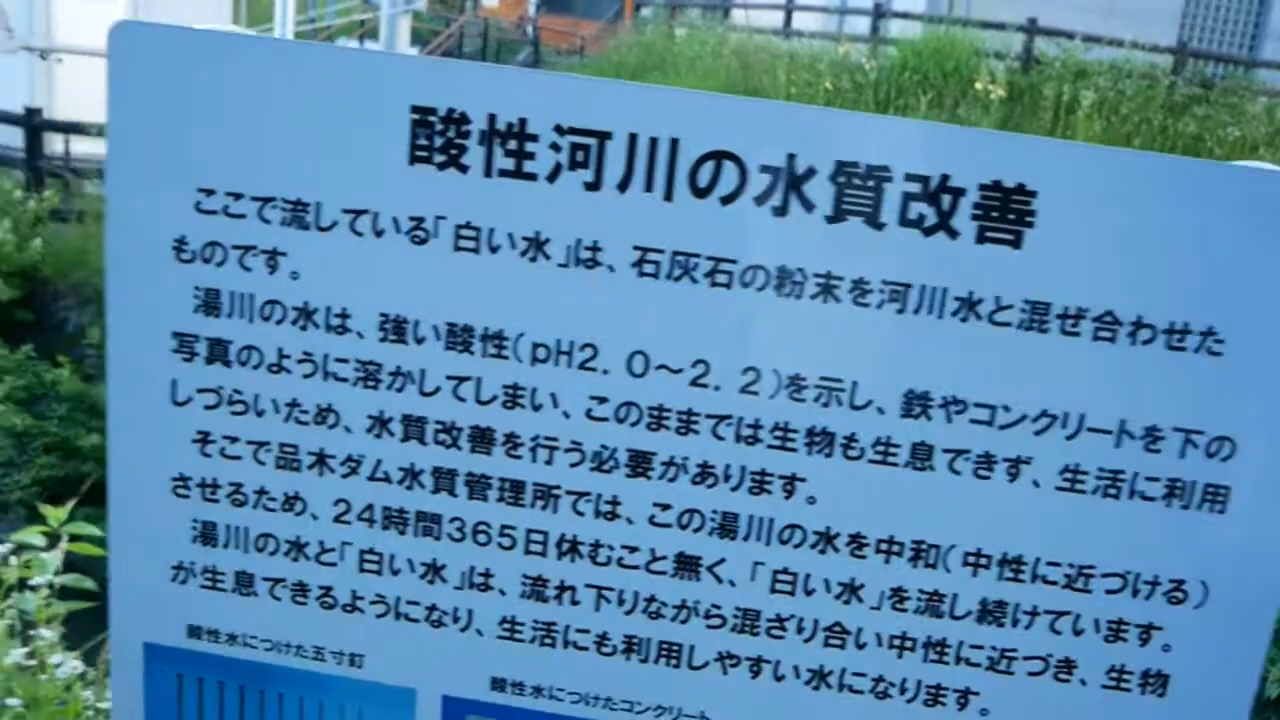 酸性河川の水質改善
ここで流している「白い水」は、石灰石の粉末を河川水と混ぜ合わせた
ものです。
湯川の水は、強い酸性(pH2.0～2.2)を示し、鉄やコンクリートを下の
写真のように溶かしてしまい、このままでは生物も生息できず、生活に利用
しづらいため、水質改善を行う必要があります。
そこで品木ダム水質管理所では、この湯川の水を中和(中性に近づける)
させるため、24時間365日休むこと無く、「白い水」を流し続けています。
湯川の水と「白い水」は、流れ下りながら混ざり合い中性に近づき、生物
が生息できるようになり、生活にも利用しやすい水になります。
酸性水につけた五寸釘
酸性水につけたコンクリート